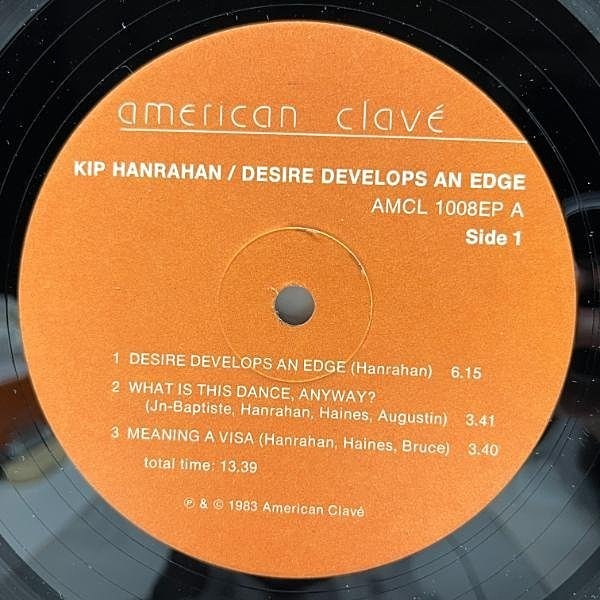 american clavé
KIP HANRAHAN / DESIRE DEVELOPS AN EDGE
AMCL 1008EP A
Side 1
1 DESIRE DEVELOPS AN EDGE (Hanrahan) 6.15
2 WHAT IS THIS DANCE, ANYWAY?
(Jn-Baptiste, Hanrahan, Haines, Augustin) 3.41
3 MEANING A VISA (Hanrahan, Haines, Bruce) 3.40
total time: 13.39
℗ & © 1983 American Clavé